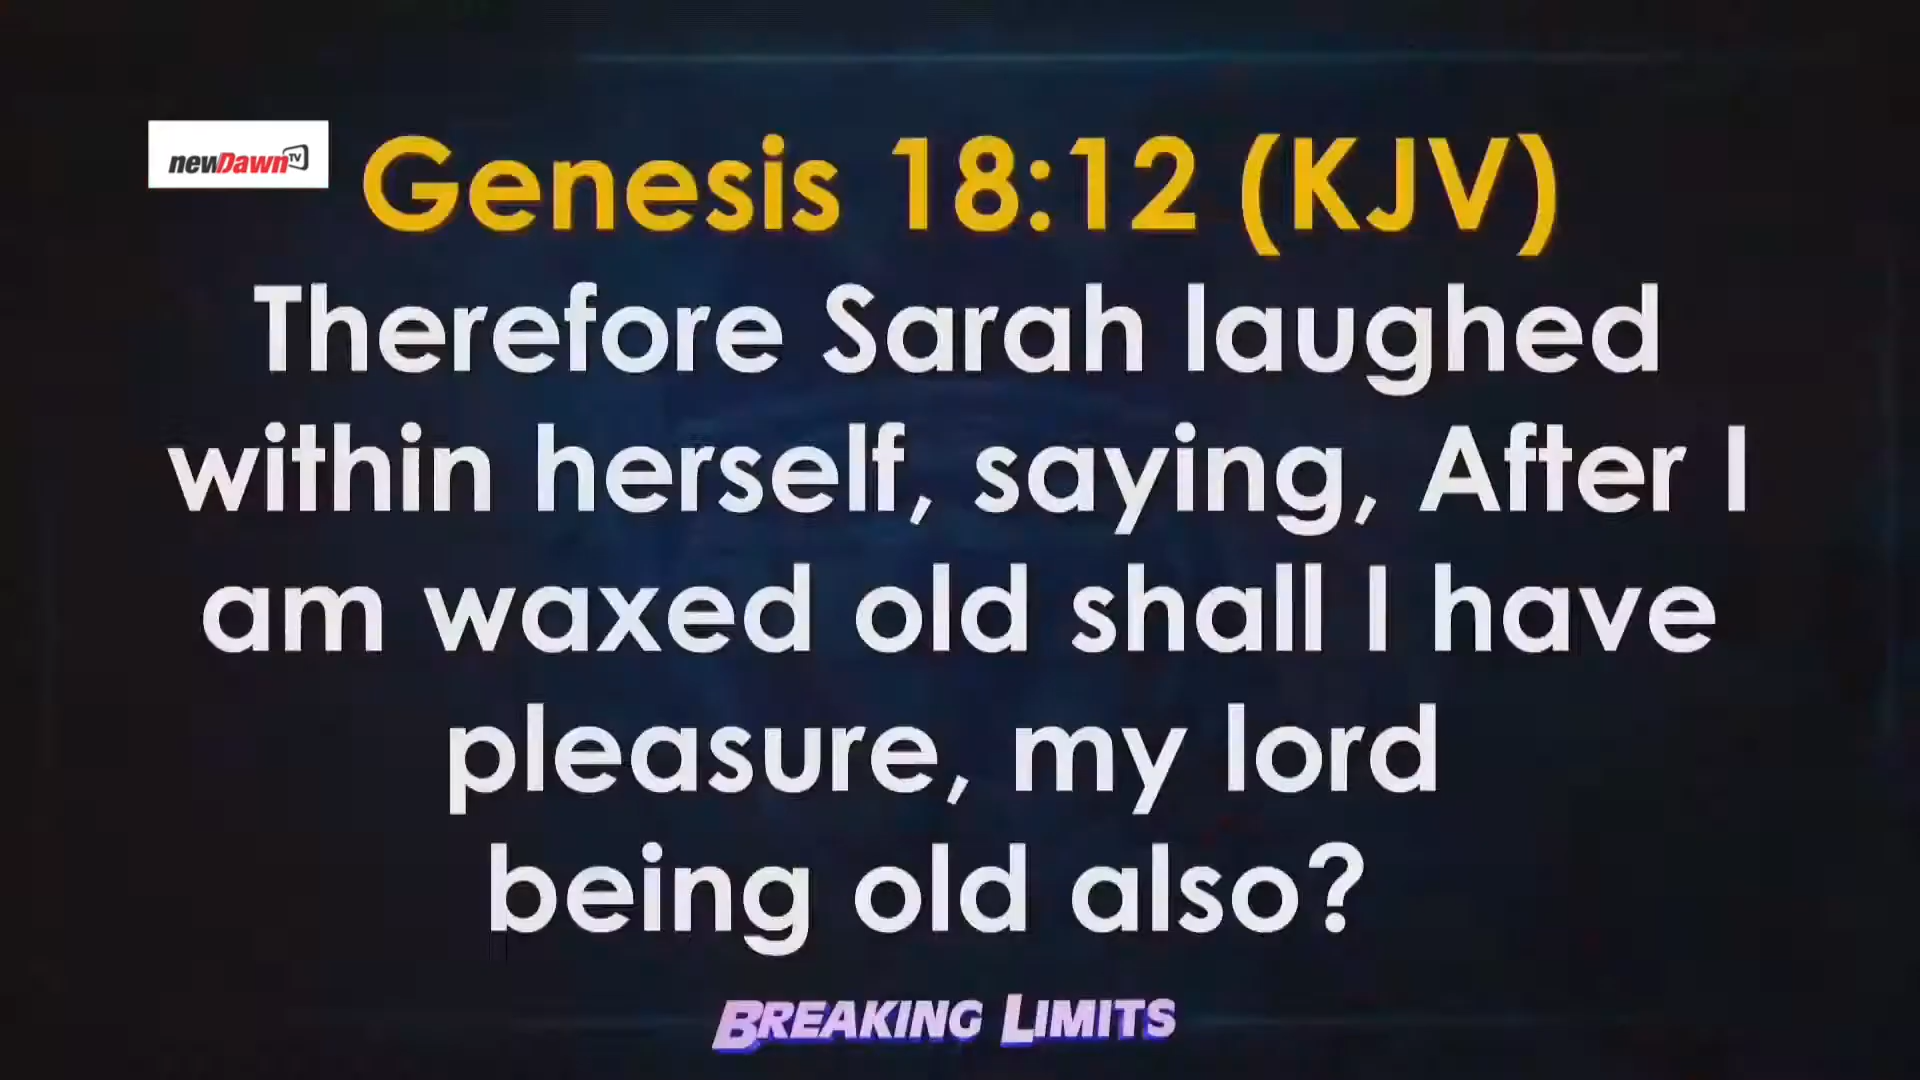 newDawn TV
Genesis 18:12 (KJV)
Therefore Sarah laughed
within herself, saying, After I
am waxed old shall I have
pleasure, my lord
being old also?
BREAKING LIMITS